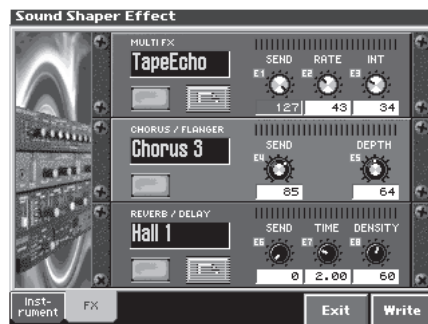 Sound Shaper Effect
MULTI FX
TapeEcho
SEND RATE INT
E1 E2 E3
127 43 34
CHORUS / FLANGER
Chorus 3
SEND DEPTH
E4 E5
85 64
REVERB / DELAY
Hall 1
SEND TIME DENSITY
E6 E7 E8
0 2.00 60
Inst-
rument
FX
Exit Write